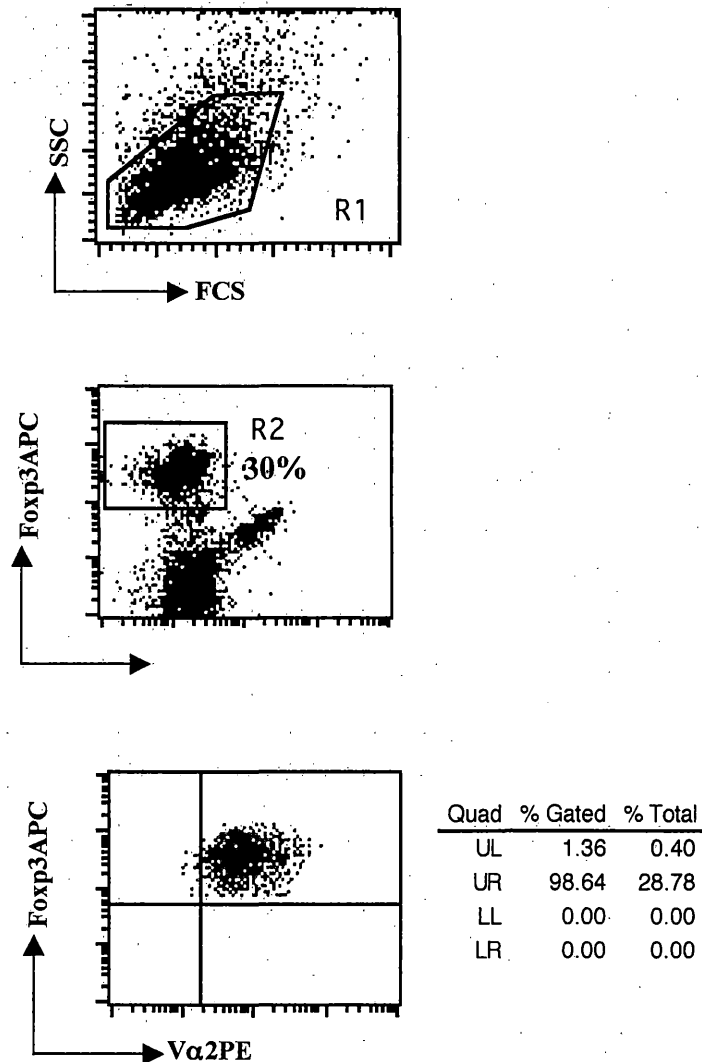 SSC
R1
FCS
Foxp3APC
R2
30%
Foxp3APC
Vα2PE
Quad % Gated % Total
UL 1.36 0.40
UR 98.64 28.78
LL 0.00 0.00
LR 0.00 0.00